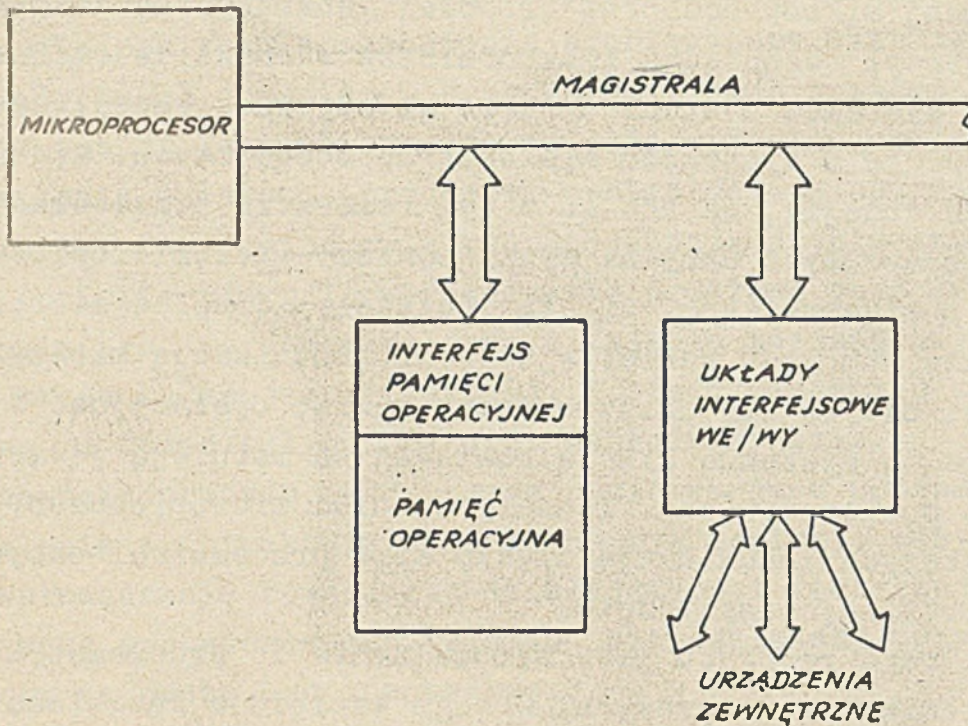 MAGISTRALA
MIKROPROCESOR
INTERFEJS
PAMIĘCI
OPERACYJNEJ
PAMIĘĆ
OPERACYJNA
UKŁADY
INTERFEJSOWE
WE/WY
URZĄDZENIA
ZEWNĘTRZNE